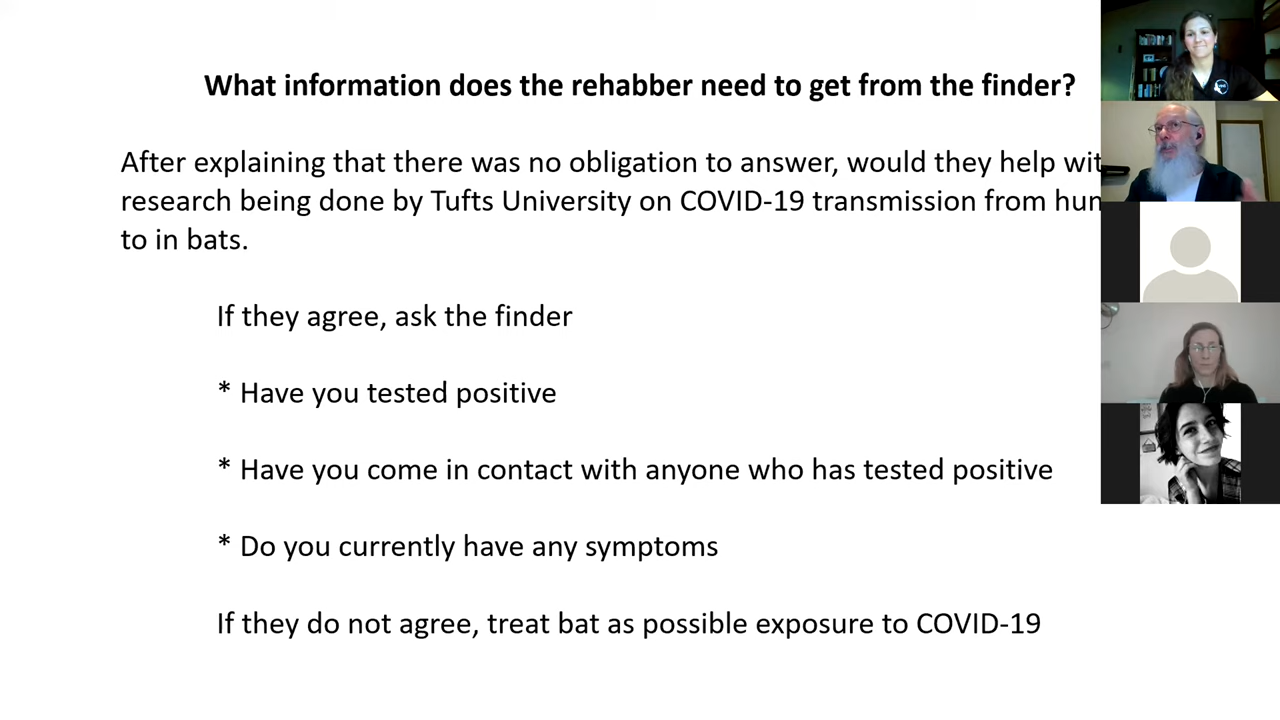 What information does the rehabber need to get from the finder?
After explaining that there was no obligation to answer, would they help
research being done by Tufts University on COVID-19 transmission from
to in bats.
If they agree, ask the finder
* Have you tested positive
* Have you come in contact with anyone who has tested positive
* Do you currently have any symptoms
If they do not agree, treat bat as possible exposure to COVID-19